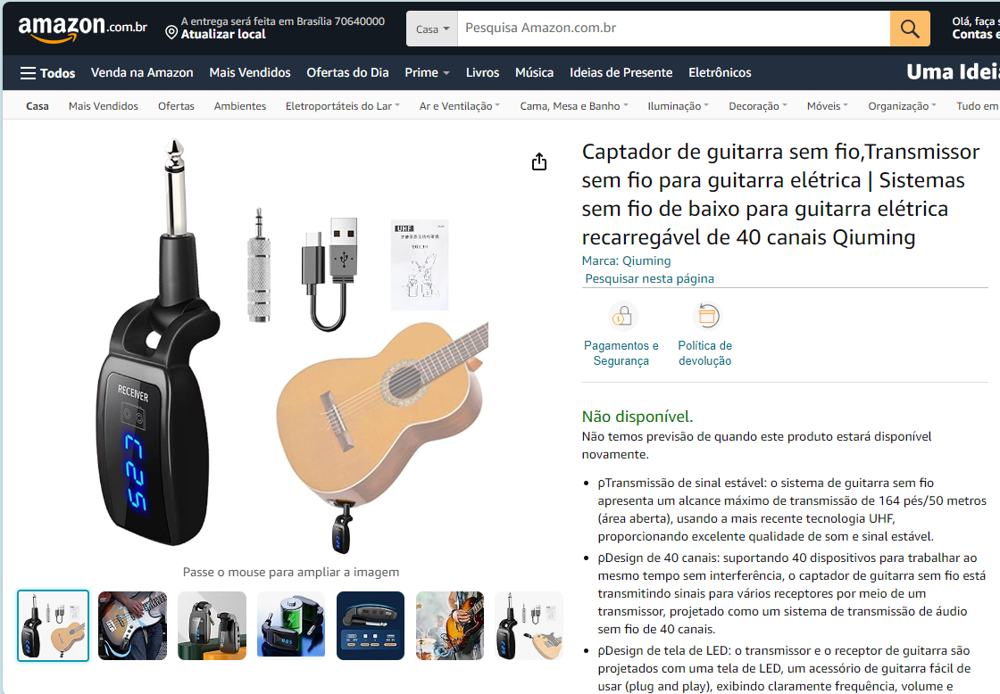 amazon.com.br
A entrega será feita em Brasília 70640000
Atualizar local
Casa
Pesquisa Amazon.com.br
Olá, faça s
Contas e
Todos
Venda na Amazon
Mais Vendidos
Ofertas do Dia
Prime
Livros
Música
Ideias de Presente
Eletrônicos
Uma Ideia
Casa
Mais Vendidos
Ofertas
Ambientes
Eletroportáteis do Lar
Ar e Ventilação
Cama, Mesa e Banho
Iluminação
Decoração
Móveis
Organização
Tudo em
Captador de guitarra sem fio,Transmissor
sem fio para guitarra elétrica | Sistemas
sem fio de baixo para guitarra elétrica
recarregável de 40 canais Qiuming
Marca: Qiuming
Pesquisar nesta página
Pagamentos e
Segurança
Política de
devolução
Não disponível.
Não temos previsão de quando este produto estará disponível
novamente.
ρTransmissão de sinal estável: o sistema de guitarra sem fio
apresenta um alcance máximo de transmissão de 164 pés/50 metros
(área aberta), usando a mais recente tecnologia UHF,
proporcionando excelente qualidade de som e sinal estável.
ρDesign de 40 canais: suportando 40 dispositivos para trabalhar ao
mesmo tempo sem interferência, o captador de guitarra sem fio está
transmitindo sinais para vários receptores por meio de um
transmissor, projetado como um sistema de transmissão de áudio
sem fio de 40 canais.
ρDesign de tela de LED: o transmissor e o receptor de guitarra são
projetados com uma tela de LED, um acessório de guitarra fácil de
usar (plug and play), exibindo claramente frequência, volume e
UHF
RECEIVER
Passe o mouse para ampliar a imagem